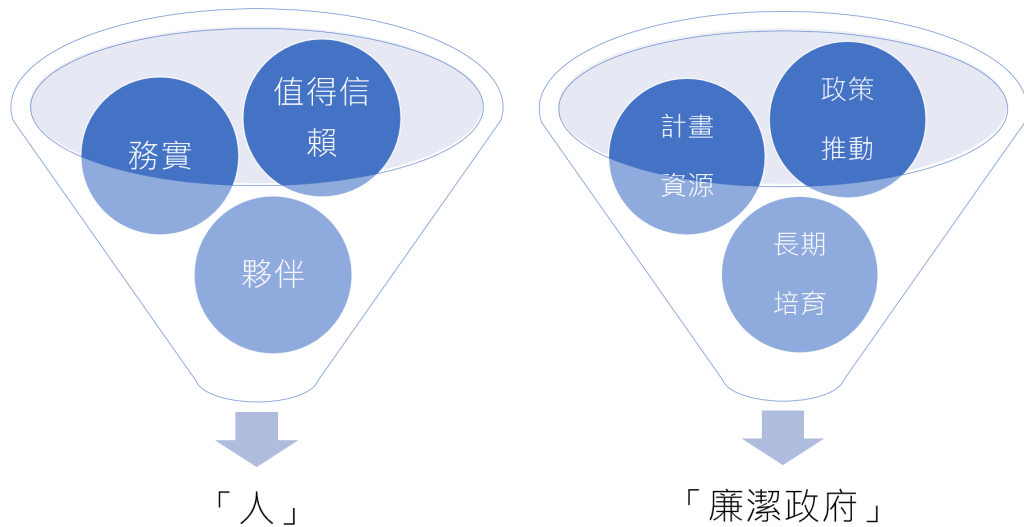 值得信
賴
務實
夥伴
「人」
政策
推動
計畫
資源
長期
培育
「廉潔政府」